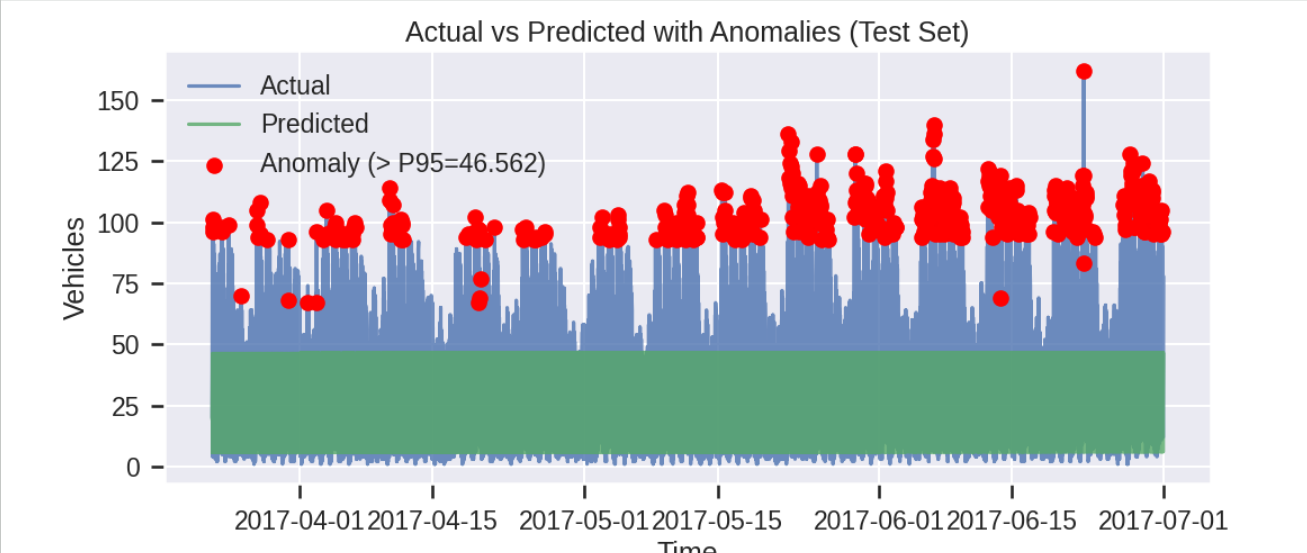 Actual vs Predicted with Anomalies (Test Set)
Actual
Predicted
Anomaly (> P95=46.562)
Vehicles
150
125
100
75
50
25
0
2017-04-01 2017-04-15 2017-05-01 2017-05-15 2017-06-01 2017-06-15 2017-07-01
Time